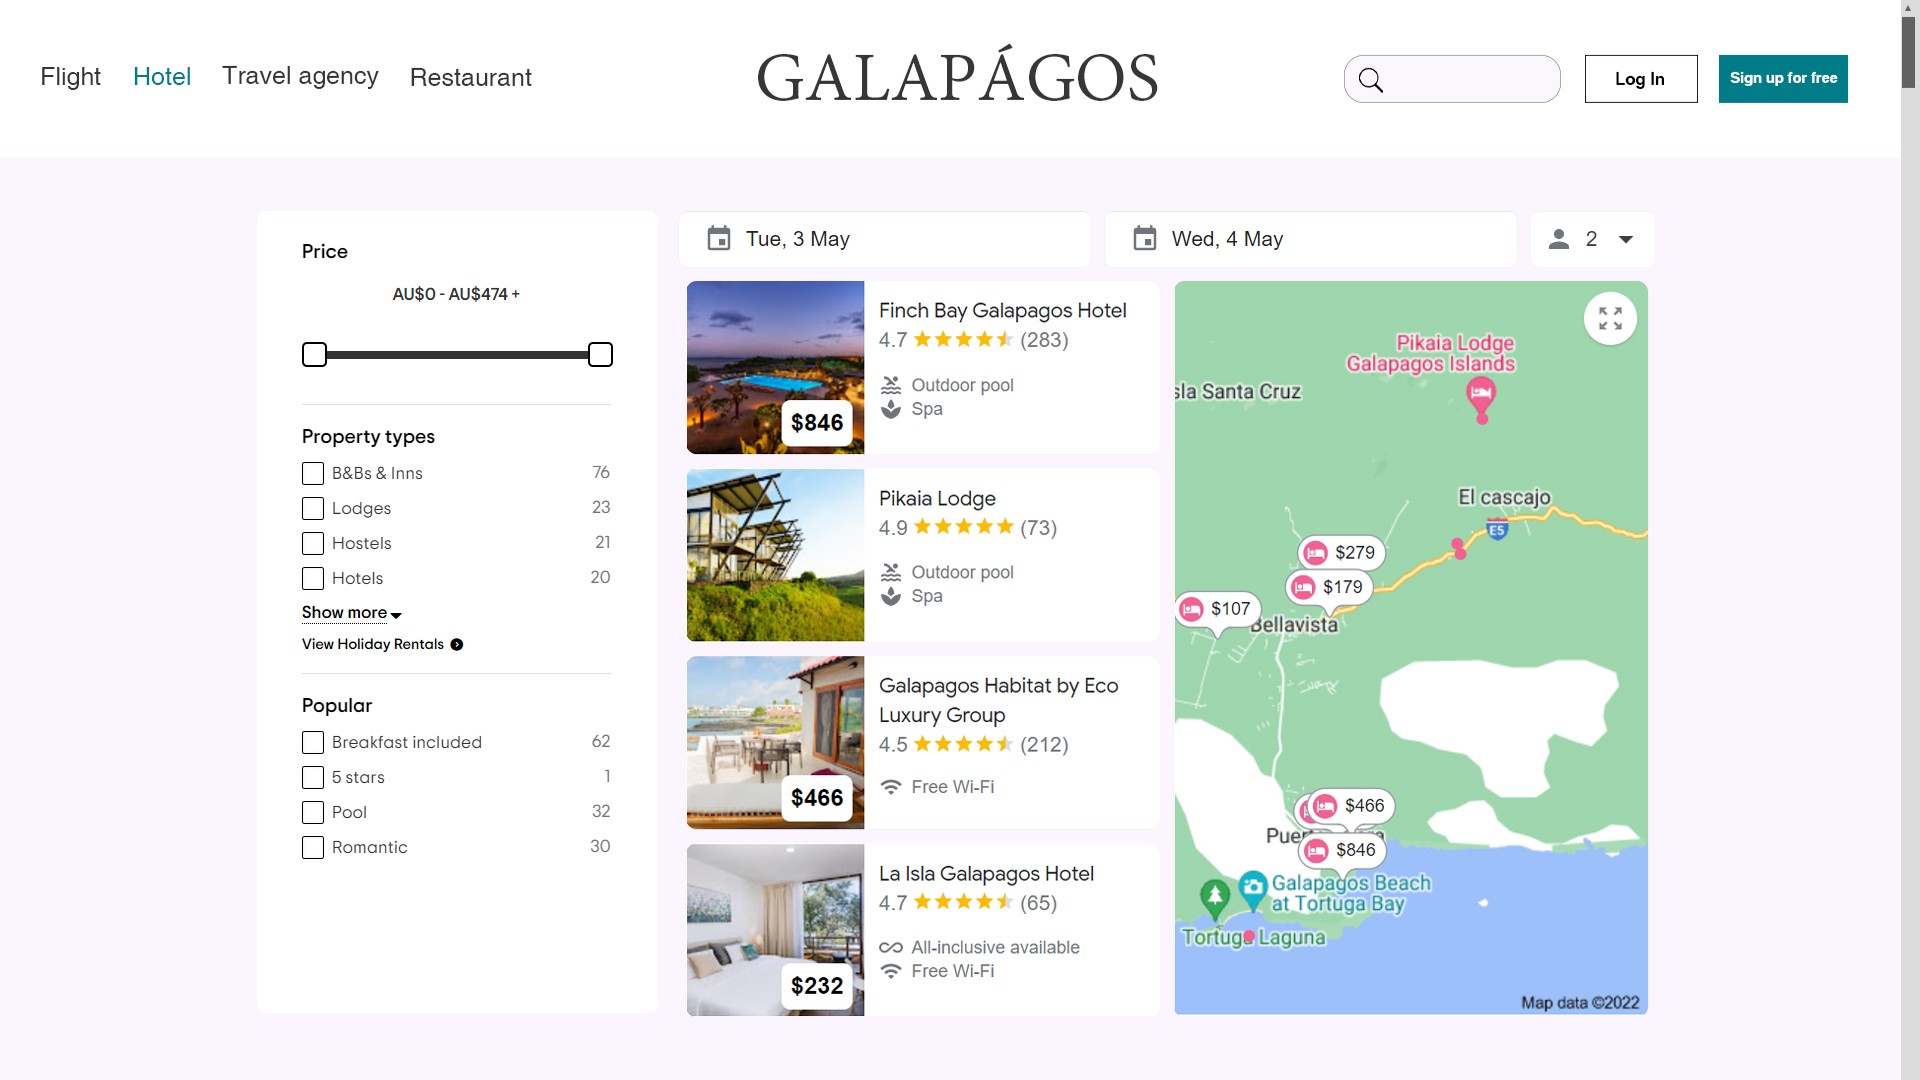 Flight
Hotel
Travel agency
Restaurant
GALAPÁGOS
Log In
Sign up for free
Price
AU$0 - AU$474 +
Property types
B&Bs & Inns 76
Lodges 23
Hostels 21
Hotels 20
Show more
View Holiday Rentals
Popular
Breakfast included 62
5 stars 1
Pool 32
Romantic 30
Tue, 3 May
Wed, 4 May
2
Finch Bay Galapagos Hotel
4.7 (283)
Outdoor pool
Spa
$846
Pikaia Lodge
4.9 (73)
Outdoor pool
Spa
Galapagos Habitat by Eco
Luxury Group
4.5 (212)
Free Wi-Fi
$466
La Isla Galapagos Hotel
4.7 (65)
All-inclusive available
Free Wi-Fi
$232
Pikaia Lodge
Galapagos Islands
sla Santa Cruz
El cascajo
E5
$279
$179
$107
Bellavista
$466
$846
Galapagos Beach
at Tortuga Bay
Tortuga Laguna
Map data ©2022